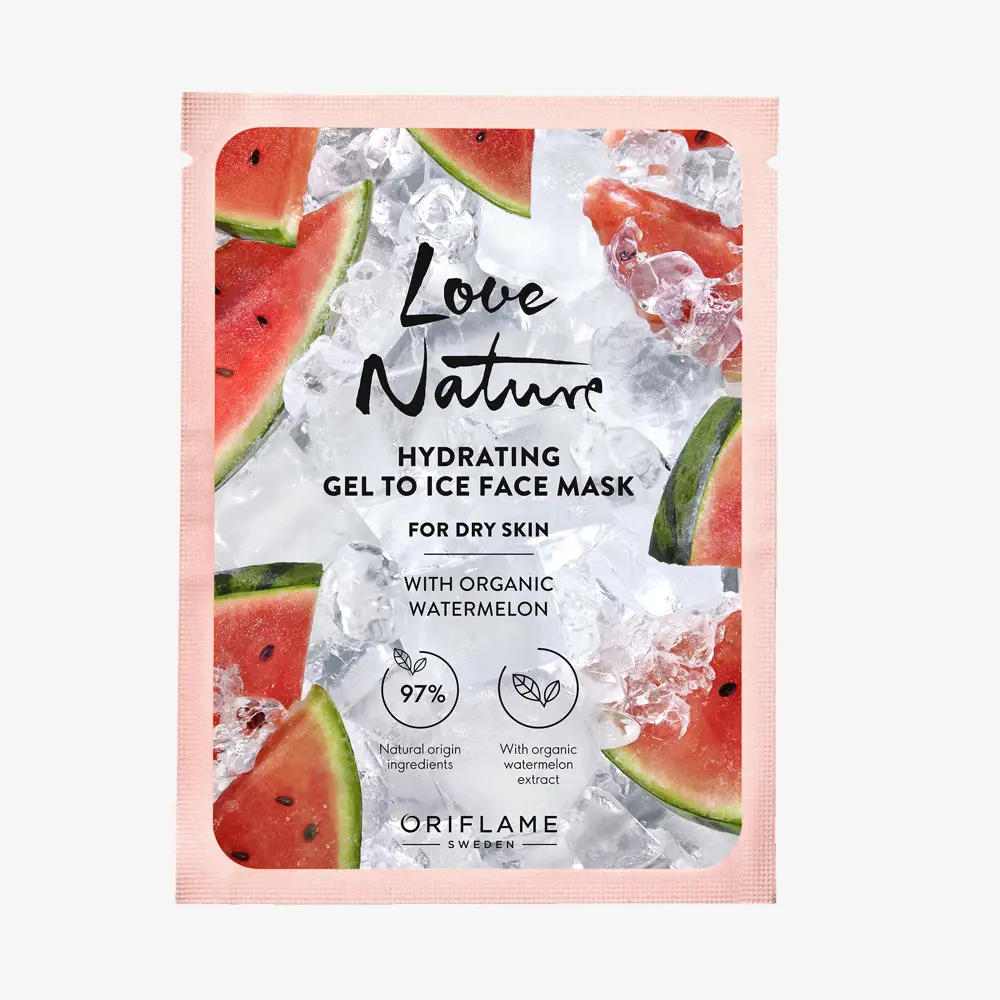 Love
Nature
HYDRATING
GEL TO ICE FACE MASK
FOR DRY SKIN
WITH ORGANIC
WATERMELON
97%
Natural origin
ingredients
With organic
watermelon
extract
ORIFLAME
SWEDEN